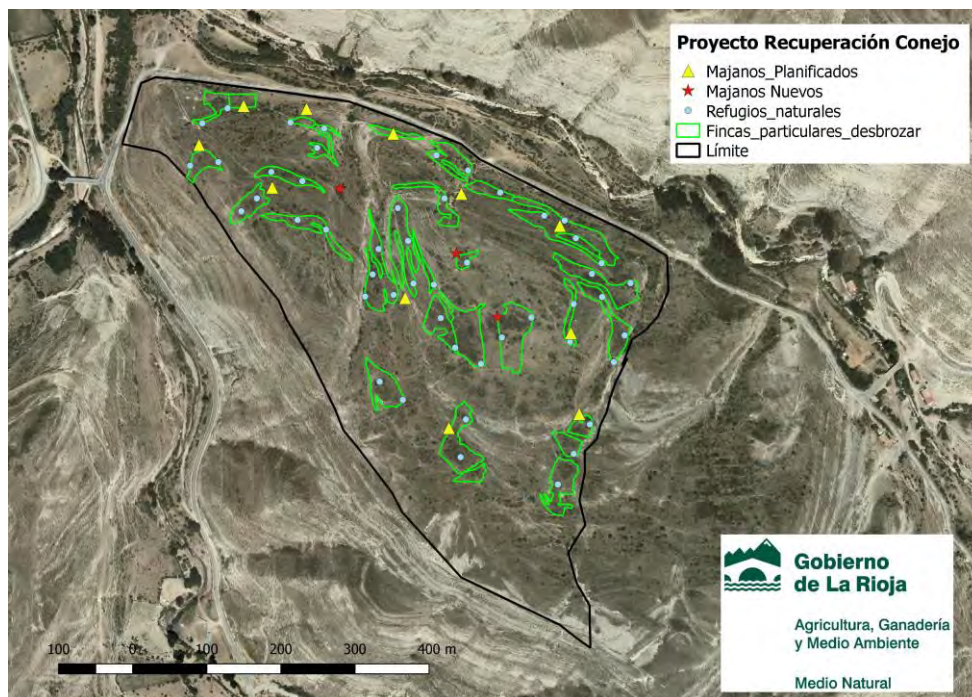 Proyecto Recuperación Conejo
Majanos_Planificados
Majanos Nuevos
Refugios_naturales
Fincas_particulares_desbrozar
Límite
Gobierno
de La Rioja
Agricultura, Ganadería
y Medio Ambiente
Medio Natural
100 0 100 200 300 400 m